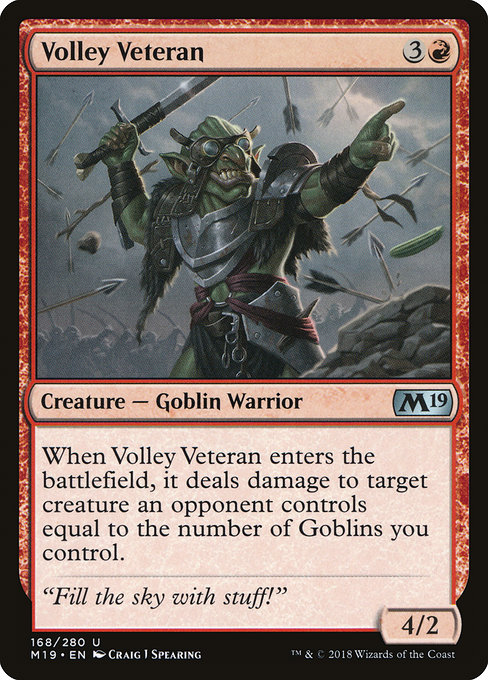 Volley Veteran 3
Creature — Goblin Warrior M19
When Volley Veteran enters the
battlefield, it deals damage to target
creature an opponent controls
equal to the number of Goblins you
control.
“Fill the sky with stuff!”
4/2
168/280 U
M19 • EN Craig J Spearing ™ & © 2018 Wizards of the Coast